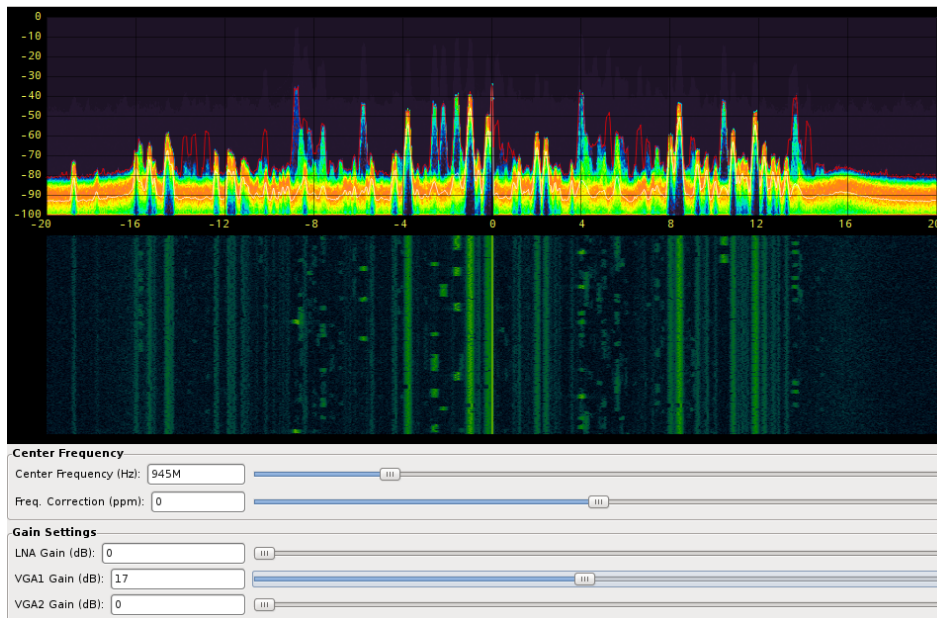 0
-10
-20
-30
-40
-50
-60
-70
-80
-90
-100
-20 -16 -12 -8 -4 0 4 8 12 16 20
Center Frequency
Center Frequency (Hz): 945M
Freq. Correction (ppm): 0
Gain Settings
LNA Gain (dB): 0
VGA1 Gain (dB): 17
VGA2 Gain (dB): 0